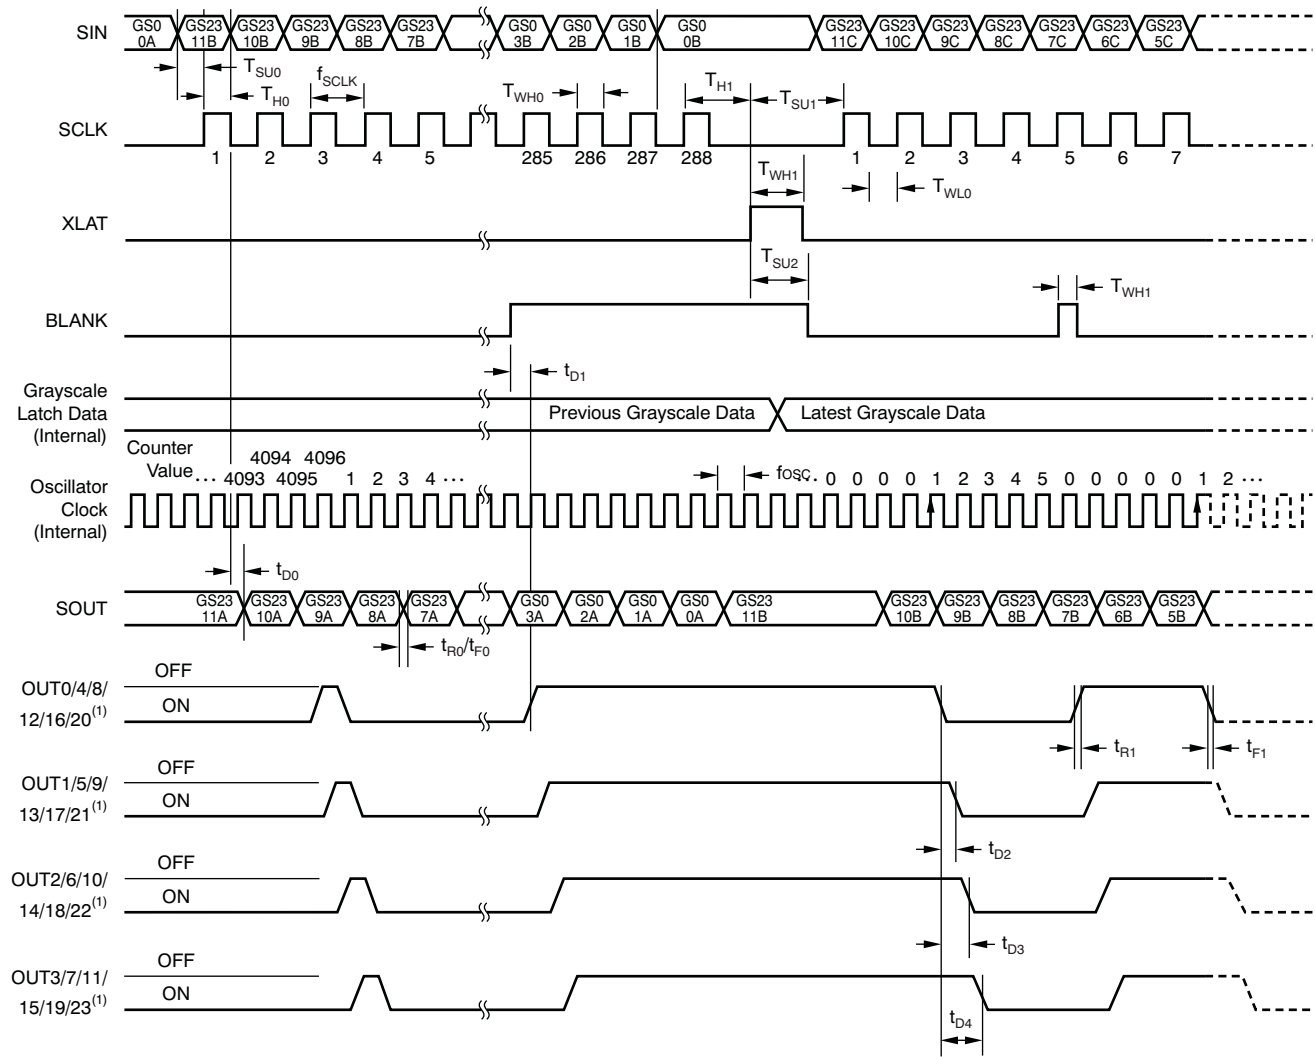 SIN
GS0 0A
GS23 11B
GS23 10B
GS23 9B
GS23 8B
GS23 7B
GS0 3B
GS0 2B
GS0 1B
GS0 0B
GS23 11C
GS23 10C
GS23 9C
GS23 8C
GS23 7C
GS23 6C
GS23 5C
TSU0
fSCLK
TH0
TWH0
TH1
TSU1
SCLK
1 2 3 4 5 285 286 287 288 1 2 3 4 5 6 7
TWH1
TWL0
XLAT
TSU2
TWH1
BLANK
tD1
Grayscale
Latch Data
(Internal)
Previous Grayscale Data
Latest Grayscale Data
Counter
Value
4094 4096
... 4093 4095 1 2 3 4 ...
fOSC
... 0 0 0 0 1 2 3 4 5 0 0 0 0 0 1 2 ...
Oscillator
Clock
(Internal)
tD0
SOUT
GS23 11A
GS23 10A
GS23 9A
GS23 8A
GS23 7A
GS0 3A
GS0 2A
GS0 1A
GS0 0A
GS23 11B
GS23 10B
GS23 9B
GS23 8B
GS23 7B
GS23 6B
GS23 5B
tR0/tF0
OFF
OUT0/4/8/
12/16/20(1)
ON
tR1
tF1
OFF
OUT1/5/9/
13/17/21(1)
ON
tD2
OFF
OUT2/6/10/
14/18/22(1)
ON
tD3
OFF
OUT3/7/11/
15/19/23(1)
ON
tD4